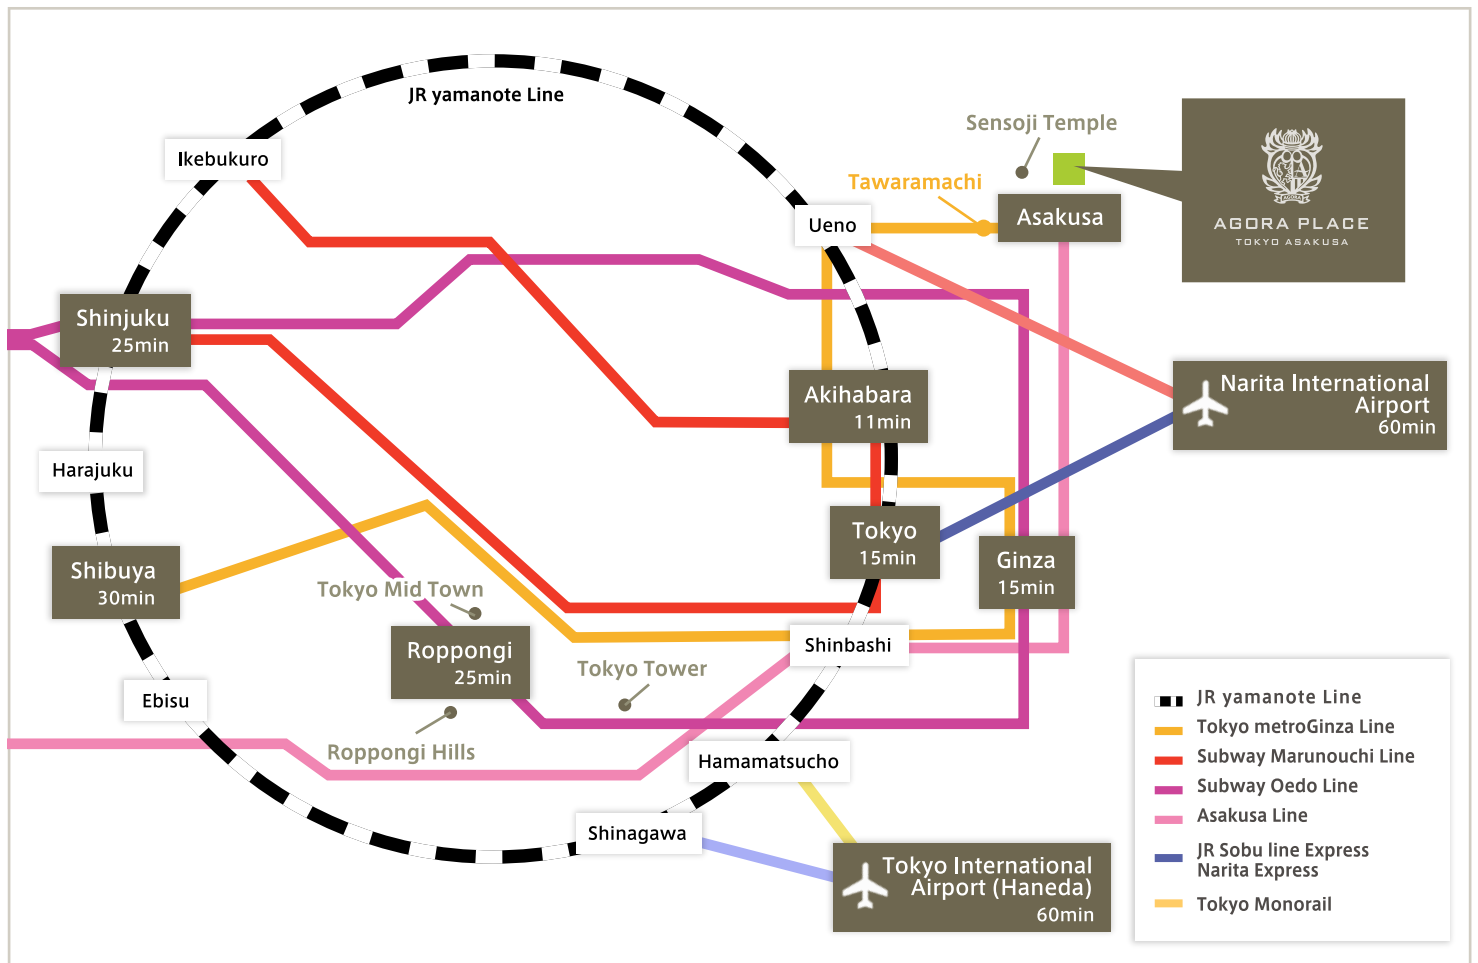 JR yamanote Line
Sensoji Temple
Ikebukuro
Tawaramachi
Ueno
Asakusa
AGORA
AGORA PLACE
TOKYO ASAKUSA
Shinjuku
25min
Narita International
Airport
60min
Akihabara
11min
Harajuku
Tokyo
15min
Ginza
15min
Shibuya
30min
Tokyo Mid Town
Roppongi
25min
Shinbashi
Tokyo Tower
Ebisu
Roppongi Hills
Hamamatsucho
Shinagawa
Tokyo International
Airport (Haneda)
60min
JR yamanote Line
Tokyo metroGinza Line
Subway Marunouchi Line
Subway Oedo Line
Asakusa Line
JR Sobu line Express
Narita Express
Tokyo Monorail